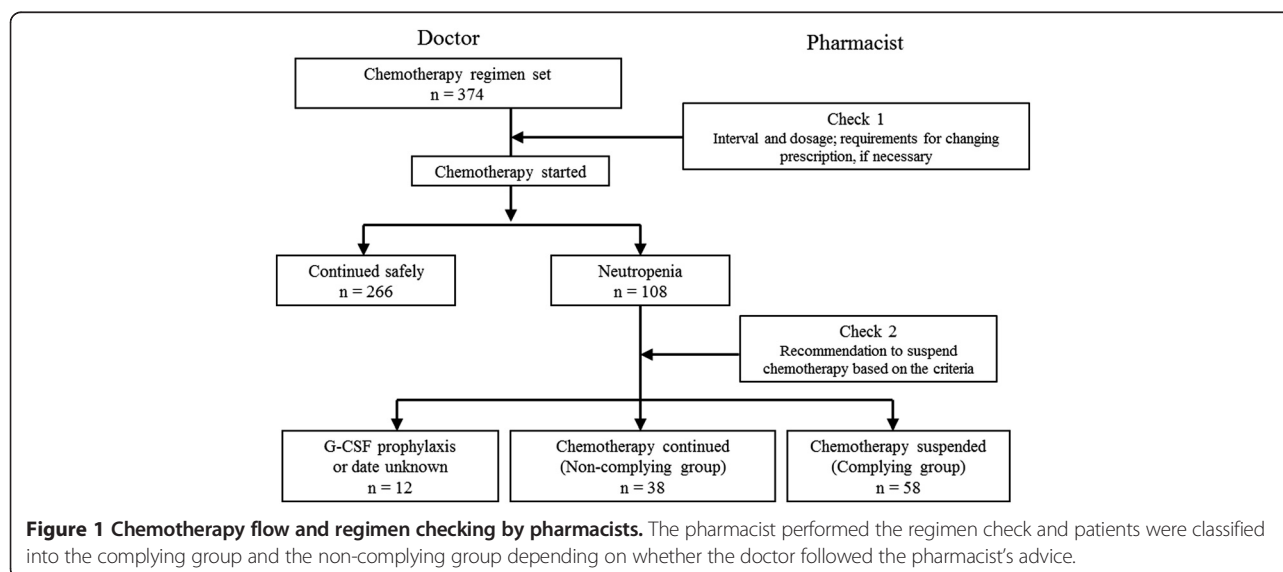 Doctor
Pharmacist
Chemotherapy regimen set
n = 374
Check 1
Interval and dosage; requirements for changing
prescription, if necessary
Chemotherapy started
Continued safely
n = 266
Neutropenia
n = 108
Check 2
Recommendation to suspend
chemotherapy based on the criteria
G-CSF prophylaxis
or date unknown
n = 12
Chemotherapy continued
(Non-complying group)
n = 38
Chemotherapy suspended
(Complying group)
n = 58
Figure 1 Chemotherapy flow and regimen checking by pharmacists. The pharmacist performed the regimen check and patients were classified
into the complying group and the non-complying group depending on whether the doctor followed the pharmacist's advice.